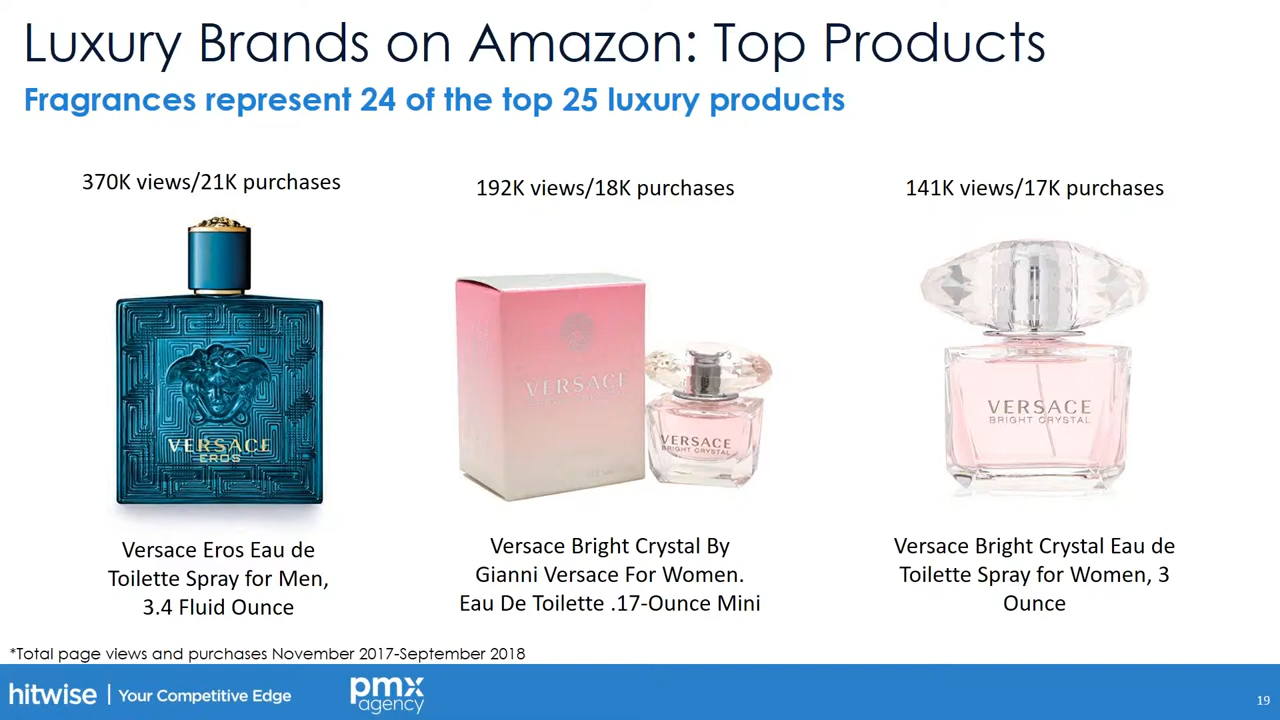 Luxury Brands on Amazon: Top Products
Fragrances represent 24 of the top 25 luxury products
370K views/21K purchases
192K views/18K purchases
141K views/17K purchases
VERSACE
EROS
VERSACE
VERSACE
BRIGHT CRYSTAL
VERSACE
BRIGHT CRYSTAL
Versace Eros Eau de
Toilette Spray for Men,
3.4 Fluid Ounce
Versace Bright Crystal By
Gianni Versace For Women.
Eau De Toilette .17-Ounce Mini
Versace Bright Crystal Eau de
Toilette Spray for Women, 3
Ounce
*Total page views and purchases November 2017-September 2018
hitwise | Your Competitive Edge
pmx
agency
19